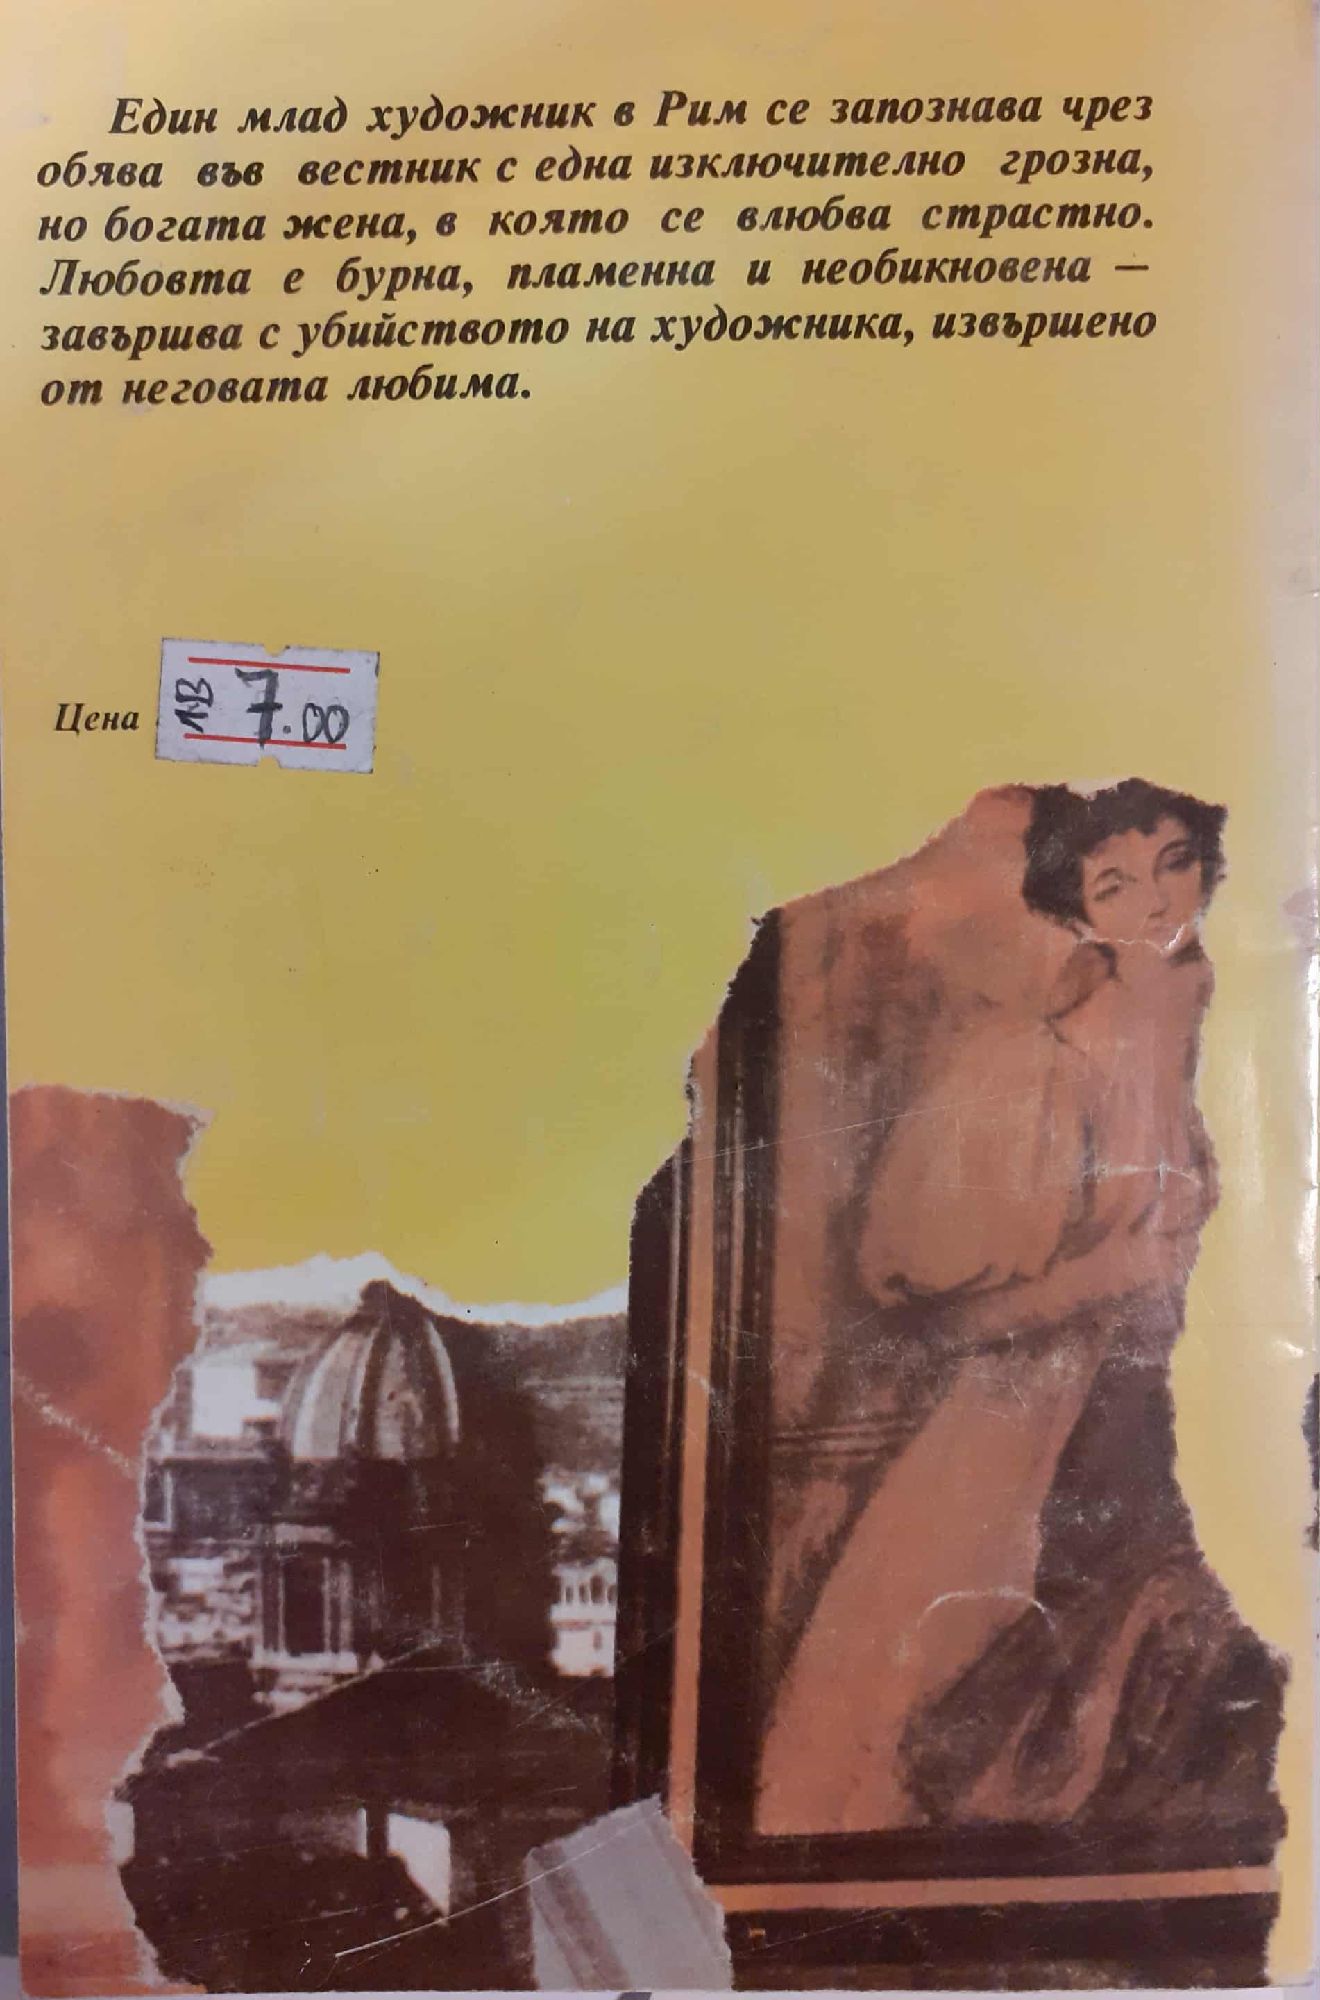 Един млад художник в Рим се запознава чрез
обява във вестник с една изключително грозна,
но богата жена, в която се влюбва страстно.
Любовта е бурна, пламенна и необикновена —
завършва с убийството на художника, извършено
от неговата любима.
Цена лв 7.00